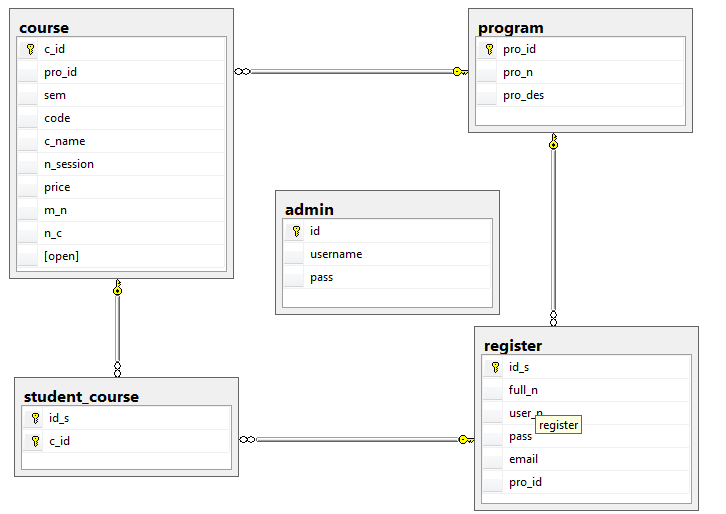 course
c_id
pro_id
sem
code
c_name
n_session
price
m_n
n_c
[open]
program
pro_id
pro_n
pro_des
admin
id
username
pass
register
id_s
full_n
user_n
pass
email
pro_id
register
student_course
id_s
c_id